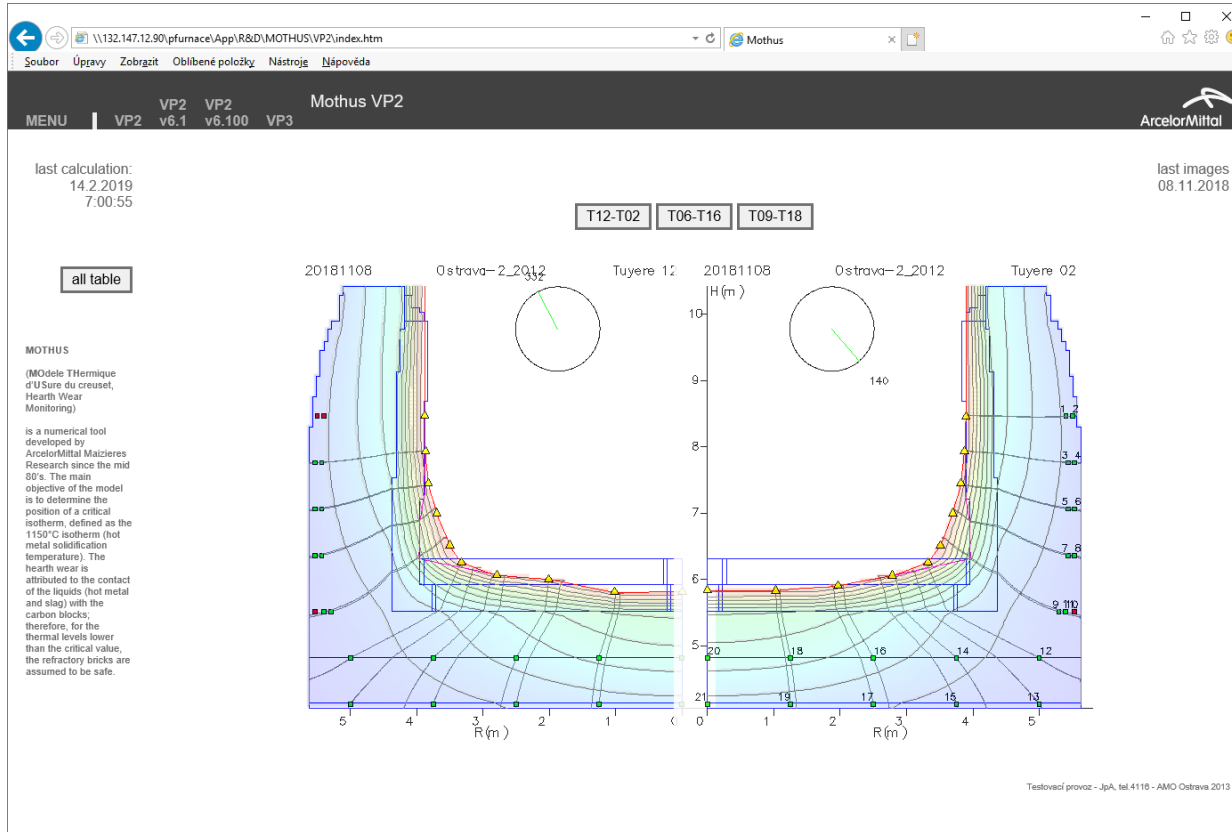 \\132.147.12.90\pfurnace\App\R&D\MOTHUS\VP2\index.htm
Mothus
Soubor Úpravy Zobrazit Oblíbené položky Nástroje Nápověda
Mothus VP2
MENU VP2 VP2 v6.1 VP2 v6.100 VP3
ArcelorMittal
last calculation:
14.2.2019
7:00:55
last images
08.11.2018
T12-T02 T06-T16 T09-T18
all table
20181108 Ostrava-2_2012 Tuyere 12
332
20181108 Ostrava-2_2012 Tuyere 02
H(m)
140
10
9
8
7
6
5
1 2
3 4
5 6
7 8
9 11 10
20 18 16 14 12
21 19 17 15 13
5 4 3 2 1 0
R(m)
0 1 2 3 4 5
R(m)
MOTHUS
(MOdele THermique
d'USure du creuset,
Hearth Wear
Monitoring)
is a numerical tool
developed by
ArcelorMittal Maizieres
Research since the mid
80's. The main
objective of the model
is to determine the
position of a critical
isotherm, defined as the
1150°C isotherm (hot
metal solidification
temperature). The
hearth wear is
attributed to the contact
of the liquids (hot metal
and slag) with the
carbon blocks;
therefore, for the
thermal levels lower
than the critical value,
the refractory bricks are
assumed to be safe.
Testovací provoz - JpA, tel.4116 - AMO Ostrava 2013